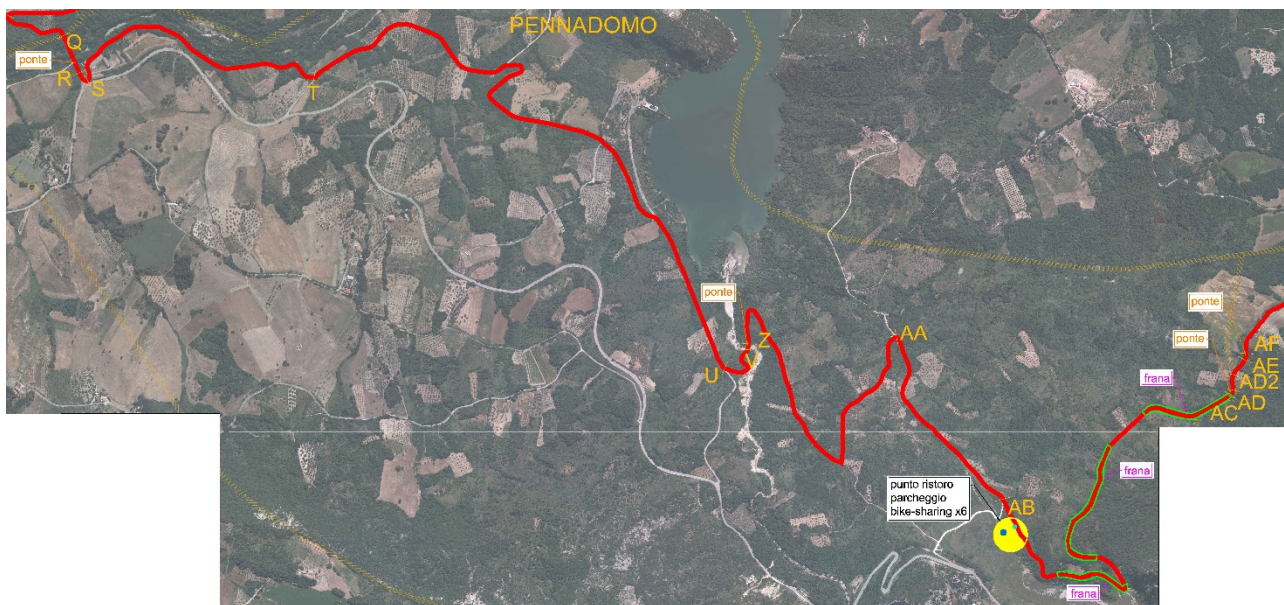 PENNADOMO
Q
ponte
R
S
T
ponte
Z
V
U
AA
ponte
ponte
AF
AE
AD2
AD
AC
frana
frana
punto ristoro
parcheggio
bike-sharing x6
AB
frana